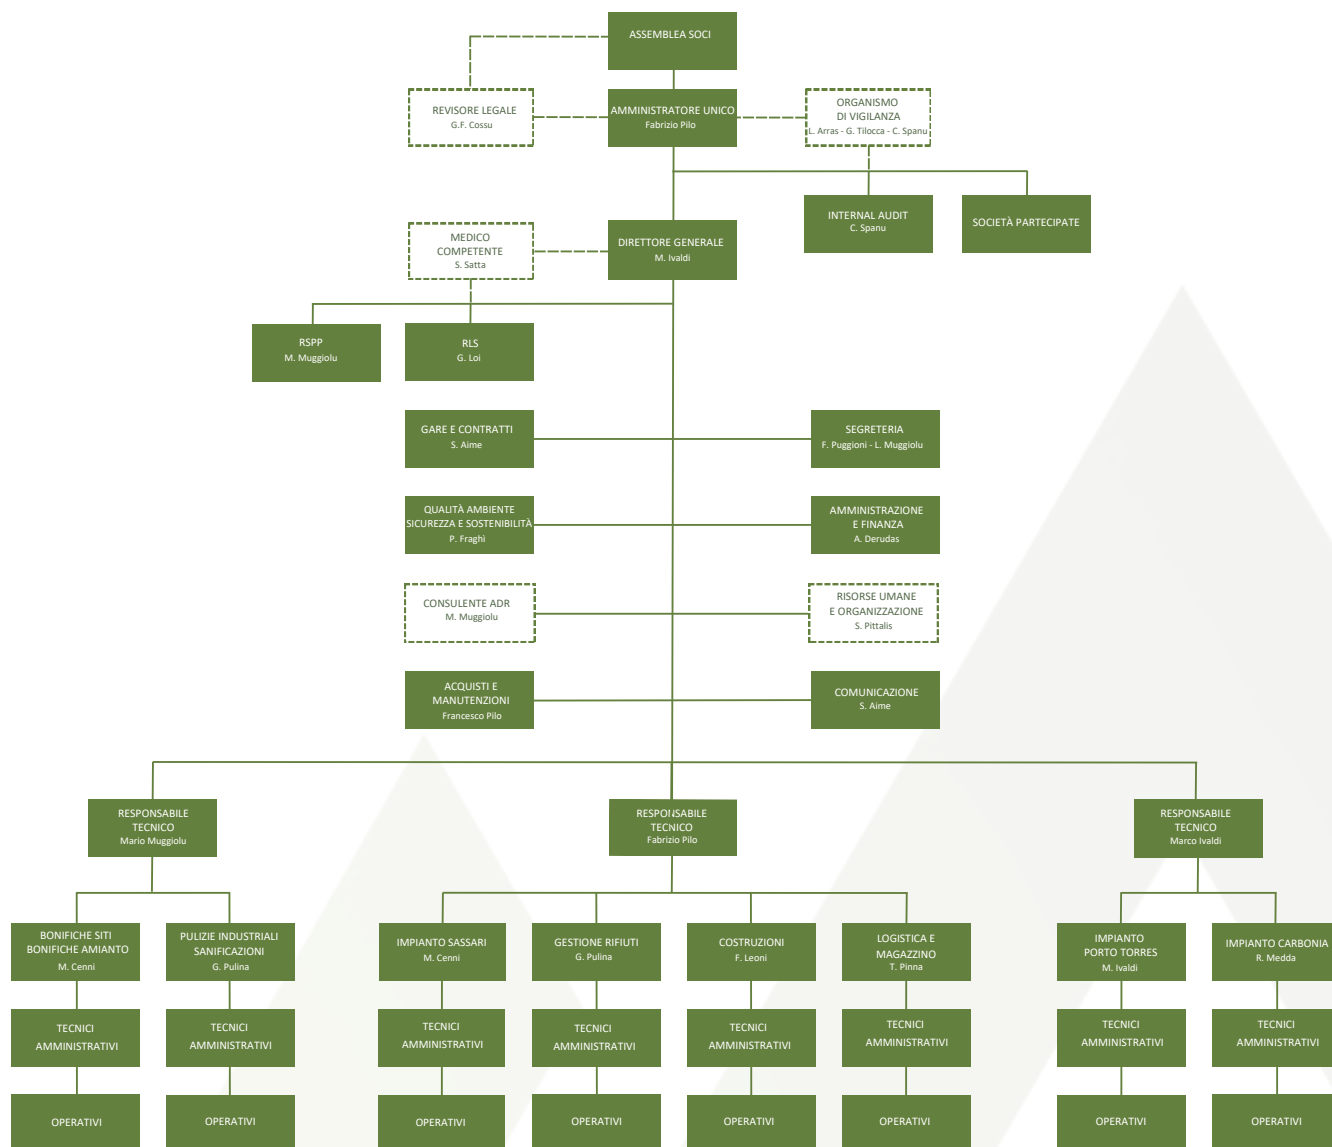 ASSEMBLEA SOCI
REVISORE LEGALE
G.F. Cossu
AMMINISTRATORE UNICO
Fabrizio Pilo
ORGANISMO
DI VIGILANZA
L. Arras - G. Tilocca - C. Spanu
INTERNAL AUDIT
C. Spanu
SOCIETÀ PARTECIPATE
MEDICO
COMPETENTE
S. Satta
DIRETTORE GENERALE
M. Ivaldi
RSPP
M. Muggiolu
RLS
G. Loi
GARE E CONTRATTI
S. Aime
SEGRETERIA
F. Puggioni - L. Muggiolu
QUALITÀ AMBIENTE
SICUREZZA E SOSTENIBILITÀ
P. Fraghì
AMMINISTRAZIONE
E FINANZA
A. Derudas
CONSULENTE ADR
M. Muggiolu
RISORSE UMANE
E ORGANIZZAZIONE
S. Pittalis
ACQUISTI E
MANUTENZIONI
Francesco Pilo
COMUNICAZIONE
S. Aime
RESPONSABILE
TECNICO
Mario Muggiolu
RESPONSABILE
TECNICO
Fabrizio Pilo
RESPONSABILE
TECNICO
Marco Ivaldi
BONIFICHE SITI
BONIFICHE AMIANTO
M. Cenni
PULIZIE INDUSTRIALI
SANIFICAZIONI
G. Pulina
IMPIANTO SASSARI
M. Cenni
GESTIONE RIFIUTI
G. Pulina
COSTRUZIONI
F. Leoni
LOGISTICA E
MAGAZZINO
T. Pinna
IMPIANTO
PORTO TORRES
M. Ivaldi
IMPIANTO CARBONIA
R. Medda
TECNICI
AMMINISTRATIVI
TECNICI
AMMINISTRATIVI
TECNICI
AMMINISTRATIVI
TECNICI
AMMINISTRATIVI
TECNICI
AMMINISTRATIVI
TECNICI
AMMINISTRATIVI
TECNICI
AMMINISTRATIVI
TECNICI
AMMINISTRATIVI
OPERATIVI
OPERATIVI
OPERATIVI
OPERATIVI
OPERATIVI
OPERATIVI
OPERATIVI
OPERATIVI